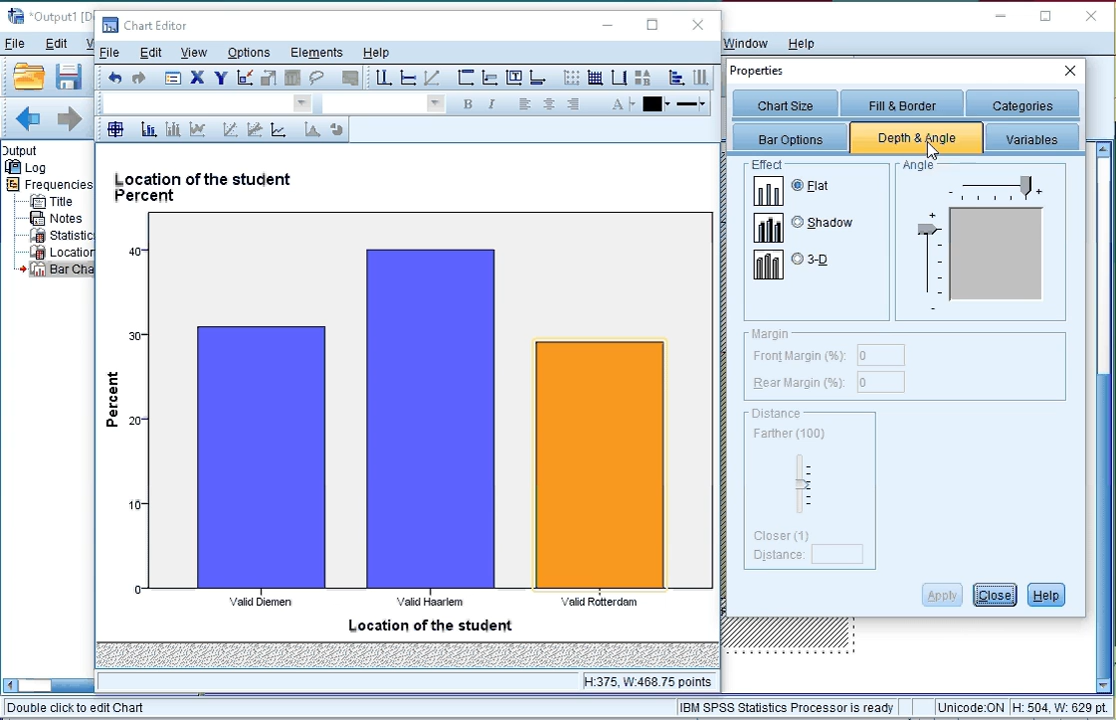 *Output1 [D
Chart Editor
File Edit V
File Edit View Options Elements Help
Window Help
Properties
Chart Size Fill & Border Categories
Bar Options Depth & Angle Variables
B I
A
X Y
Output
Log
Frequencies
Title
Notes
Statistics
Location
Bar Cha
Location of the student
Percent
40
30
20
10
0
Percent
Valid Diemen Valid Haarlem Valid Rotterdam
Location of the student
H:375, W:468.75 points
Effect
Flat
Shadow
3-D
Angle
- +
+
-
Margin
Front Margin (%): 0
Rear Margin (%): 0
Distance
Farther (100)
Closer (1)
Distance:
Apply Close Help
Double click to edit Chart IBM SPSS Statistics Processor is ready Unicode:ON H: 504, W: 629 pt.